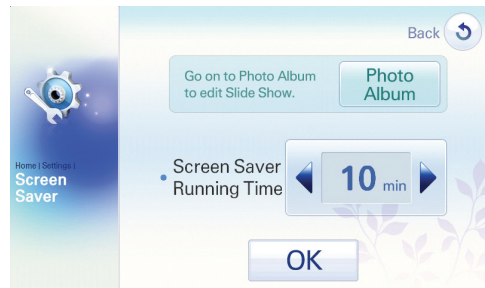 Back
Go on to Photo Album
to edit Slide Show.
Photo
Album
Home | Settings |
Screen
Saver
Screen Saver
Running Time
10 min
OK